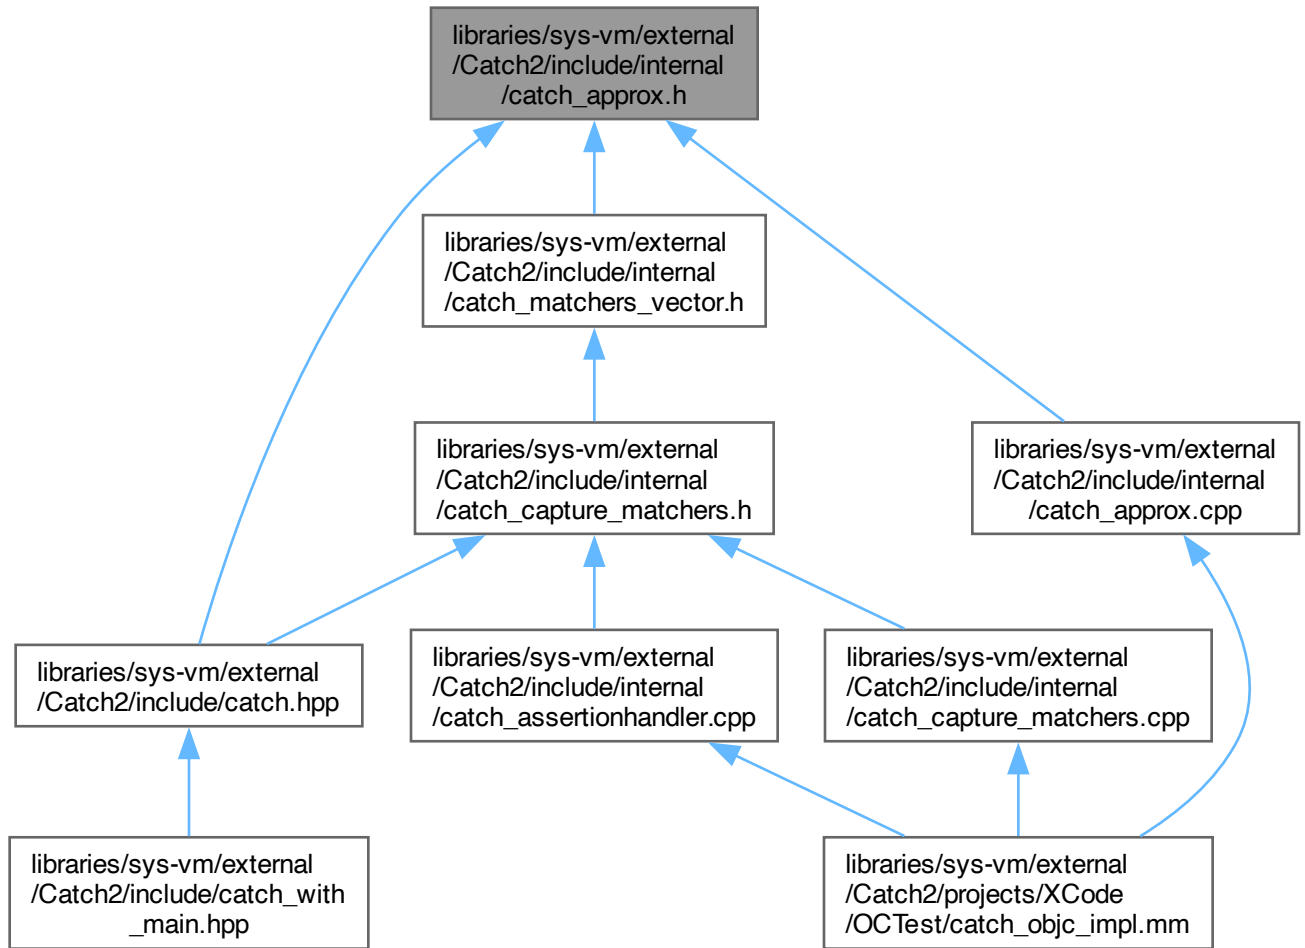 libraries/sys-vm/external
/Catch2/include/internal
/catch_approx.h
libraries/sys-vm/external
/Catch2/include/internal
/catch_matchers_vector.h
libraries/sys-vm/external
/Catch2/include/internal
/catch_capture_matchers.h
libraries/sys-vm/external
/Catch2/include/internal
/catch_approx.cpp
libraries/sys-vm/external
/Catch2/include/catch.hpp
libraries/sys-vm/external
/Catch2/include/internal
/catch_assertionhandler.cpp
libraries/sys-vm/external
/Catch2/include/internal
/catch_capture_matchers.cpp
libraries/sys-vm/external
/Catch2/include/catch_with
_main.hpp
libraries/sys-vm/external
/Catch2/projects/XCode
/OCTest/catch_objc_impl.mm